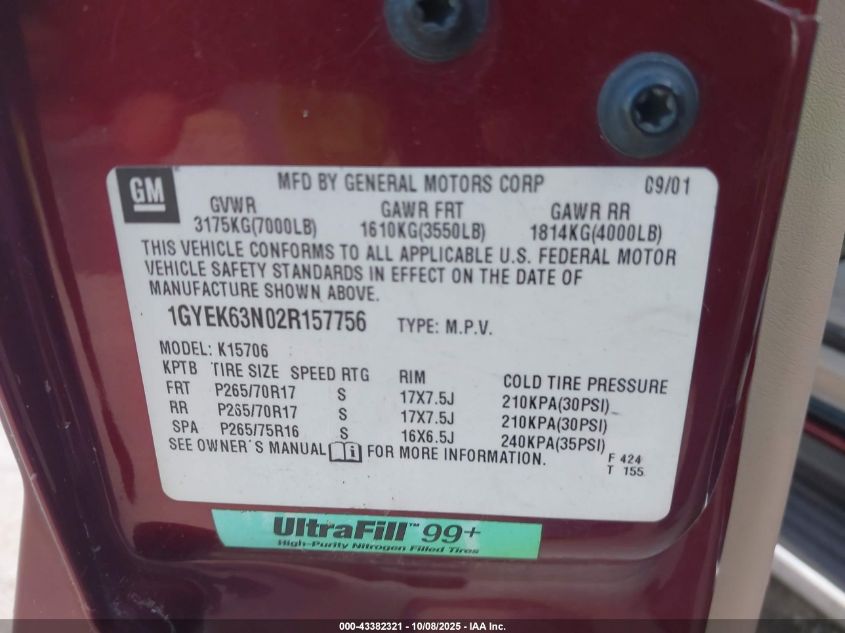 GM
MFD BY GENERAL MOTORS CORP 09/01
GVWR GAWR FRT GAWR RR
3175KG(7000LB) 1610KG(3550LB) 1814KG(4000LB)
THIS VEHICLE CONFORMS TO ALL APPLICABLE U.S. FEDERAL MOTOR
VEHICLE SAFETY STANDARDS IN EFFECT ON THE DATE OF
MANUFACTURE SHOWN ABOVE.
1GYEK63N02R157756 TYPE: M.P.V.
MODEL: K15706
KPTB TIRE SIZE SPEED RTG RIM COLD TIRE PRESSURE
FRT P265/70R17 S 17X7.5J 210KPA(30PSI)
RR P265/70R17 S 17X7.5J 210KPA(30PSI)
SPA P265/75R16 S 16X6.5J 240KPA(35PSI)
SEE OWNER'S MANUAL i FOR MORE INFORMATION.
F 424
T 155
UltraFill™ 99+
High-Purity Nitrogen Filled Tires
000-43382321 - 10/08/2025 - IAA Inc.